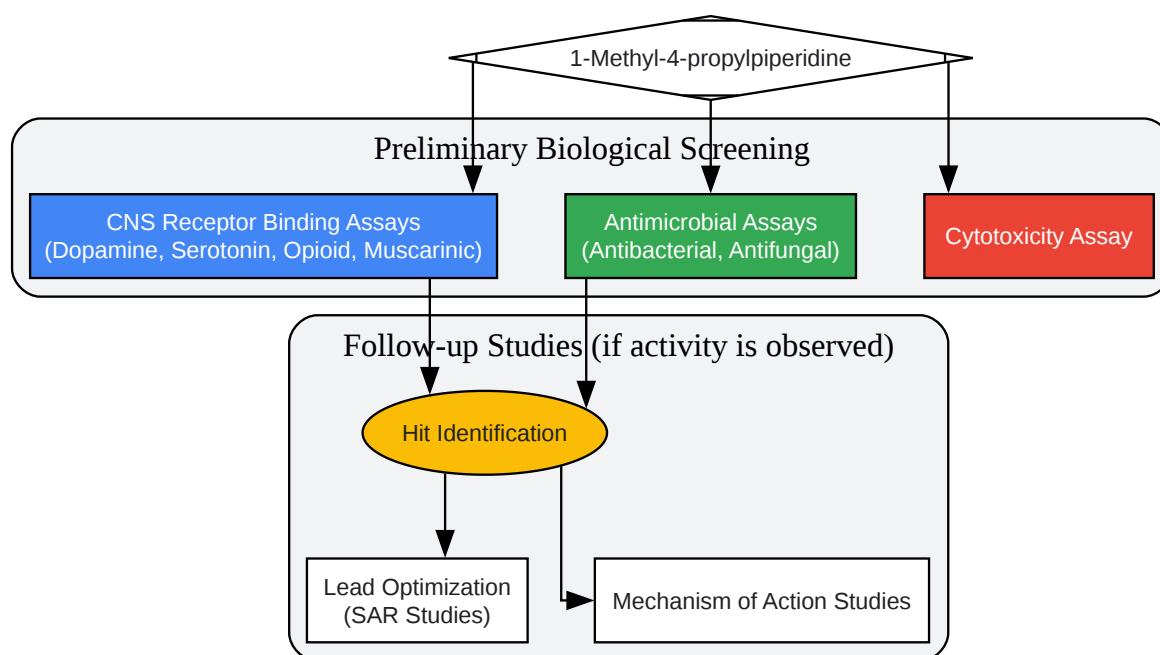 1-Methyl-4-propylpiperidine
Preliminary Biological Screening
CNS Receptor Binding Assays
(Dopamine, Serotonin, Opioid, Muscarinic)
Antimicrobial Assays
(Antibacterial, Antifungal)
Cytotoxicity Assay
Follow-up Studies (if activity is observed)
Hit Identification
Lead Optimization
(SAR Studies)
Mechanism of Action Studies